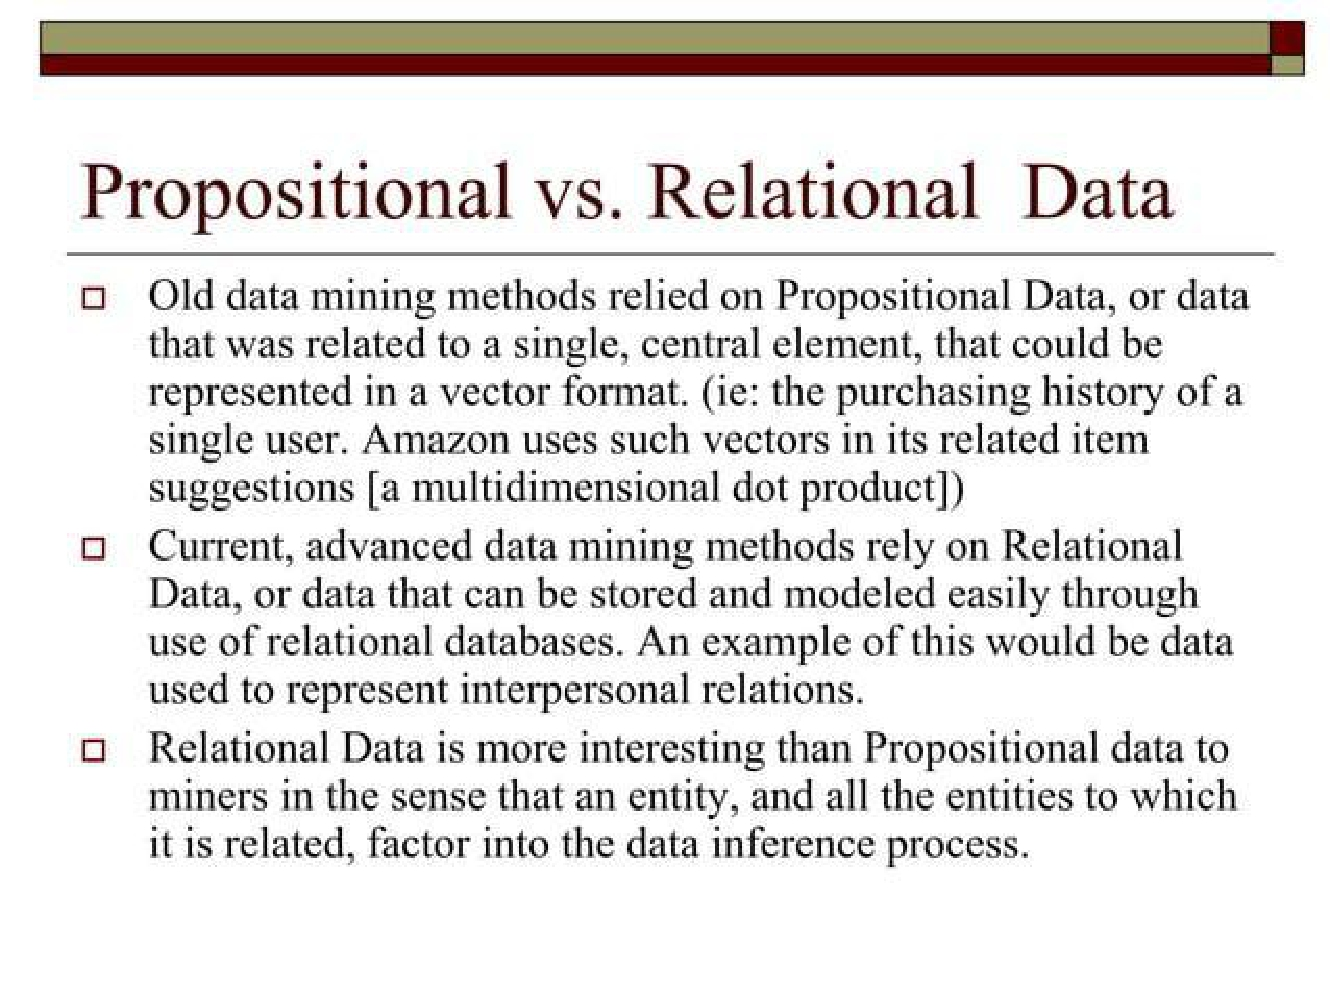 Propositional vs. Relational Data
Old data mining methods relied on Propositional Data, or data
that was related to a single, central element, that could be
represented in a vector format. (ie: the purchasing history of a
single user. Amazon uses such vectors in its related item
suggestions [a multidimensional dot product])
Current, advanced data mining methods rely on Relational
Data, or data that can be stored and modeled easily through
use of relational databases. An example of this would be data
used to represent interpersonal relations.
Relational Data is more interesting than Propositional data to
miners in the sense that an entity, and all the entities to which
it is related, factor into the data inference process.